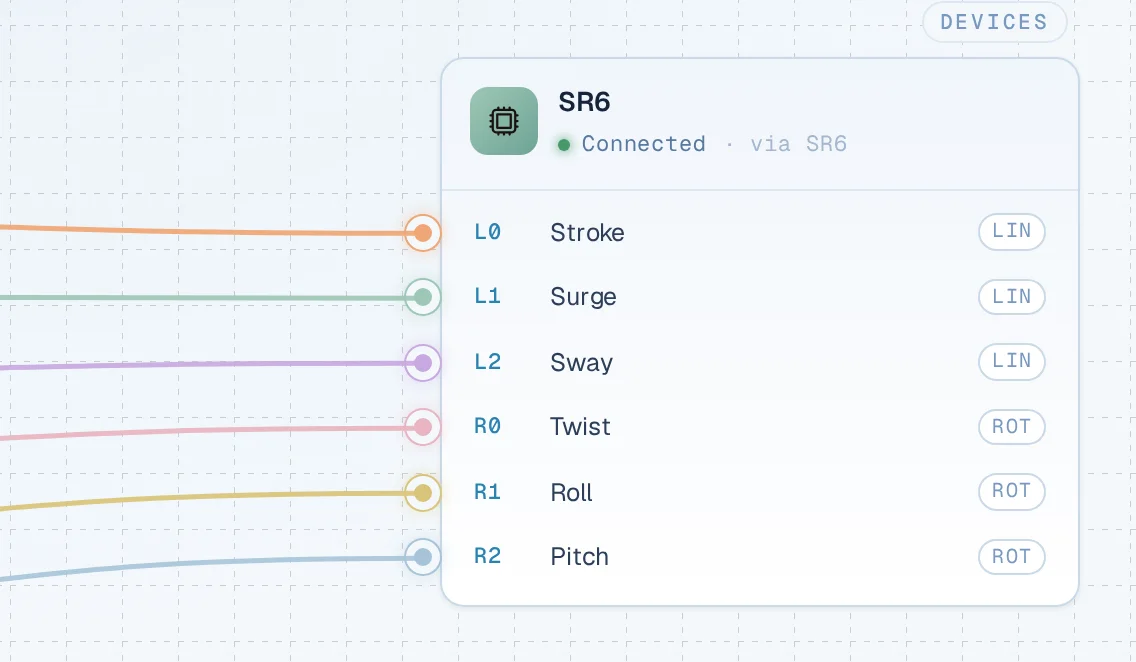 DEVICES
SR6
Connected · via SR6
L0 Stroke LIN
L1 Surge LIN
L2 Sway LIN
R0 Twist ROT
R1 Roll ROT
R2 Pitch ROT